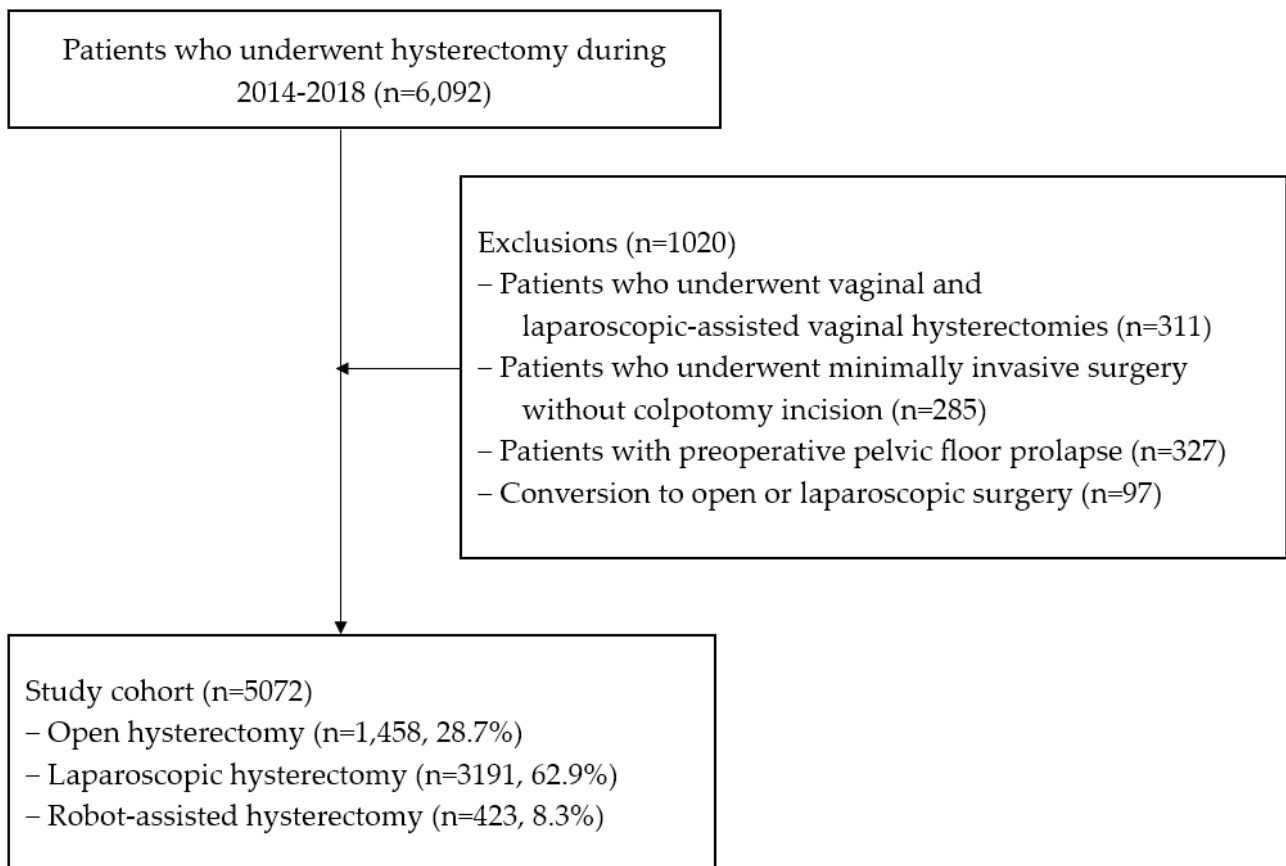 Patients who underwent hysterectomy during
2014-2018 (n=6,092)
Exclusions (n=1020)
– Patients who underwent vaginal and
laparoscopic-assisted vaginal hysterectomies (n=311)
– Patients who underwent minimally invasive surgery
without colpotomy incision (n=285)
– Patients with preoperative pelvic floor prolapse (n=327)
– Conversion to open or laparoscopic surgery (n=97)
Study cohort (n=5072)
– Open hysterectomy (n=1,458, 28.7%)
– Laparoscopic hysterectomy (n=3191, 62.9%)
– Robot-assisted hysterectomy (n=423, 8.3%)